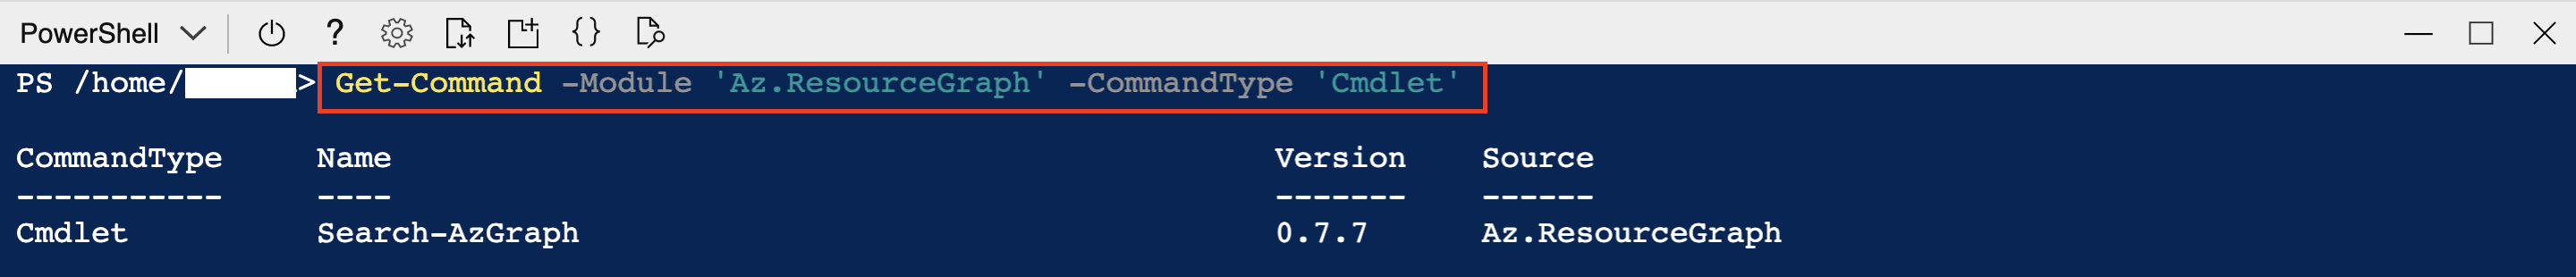 PowerShell
PS /home/ > Get-Command -Module 'Az.ResourceGraph' -CommandType 'Cmdlet'
CommandType Name Version Source
----------- ---- ------- ------
Cmdlet Search-AzGraph 0.7.7 Az.ResourceGraph